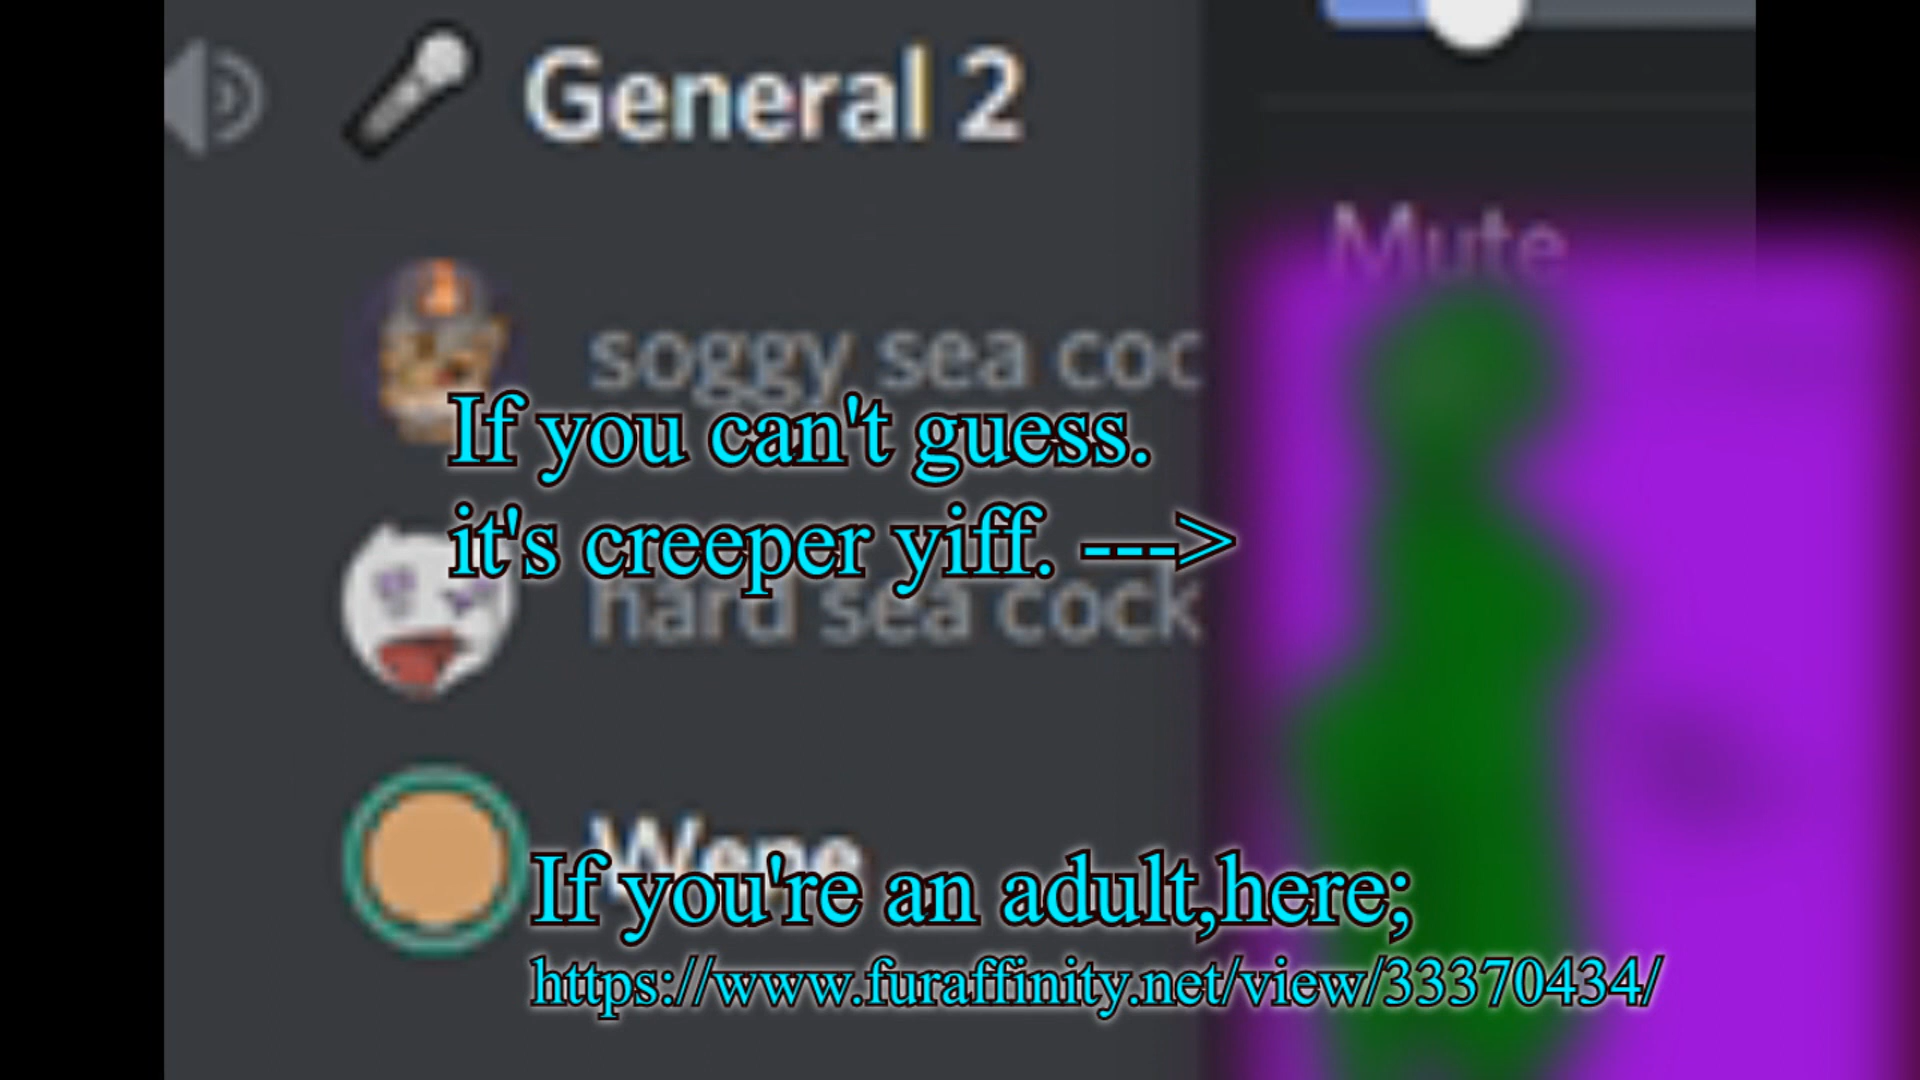 General 2
Mute
soggy sea coc
If you can't guess.
it's creeper yiff. --->
hard sea cock
Wene
If you're an adult,here;
https://www.furaffinity.net/view/33370434/